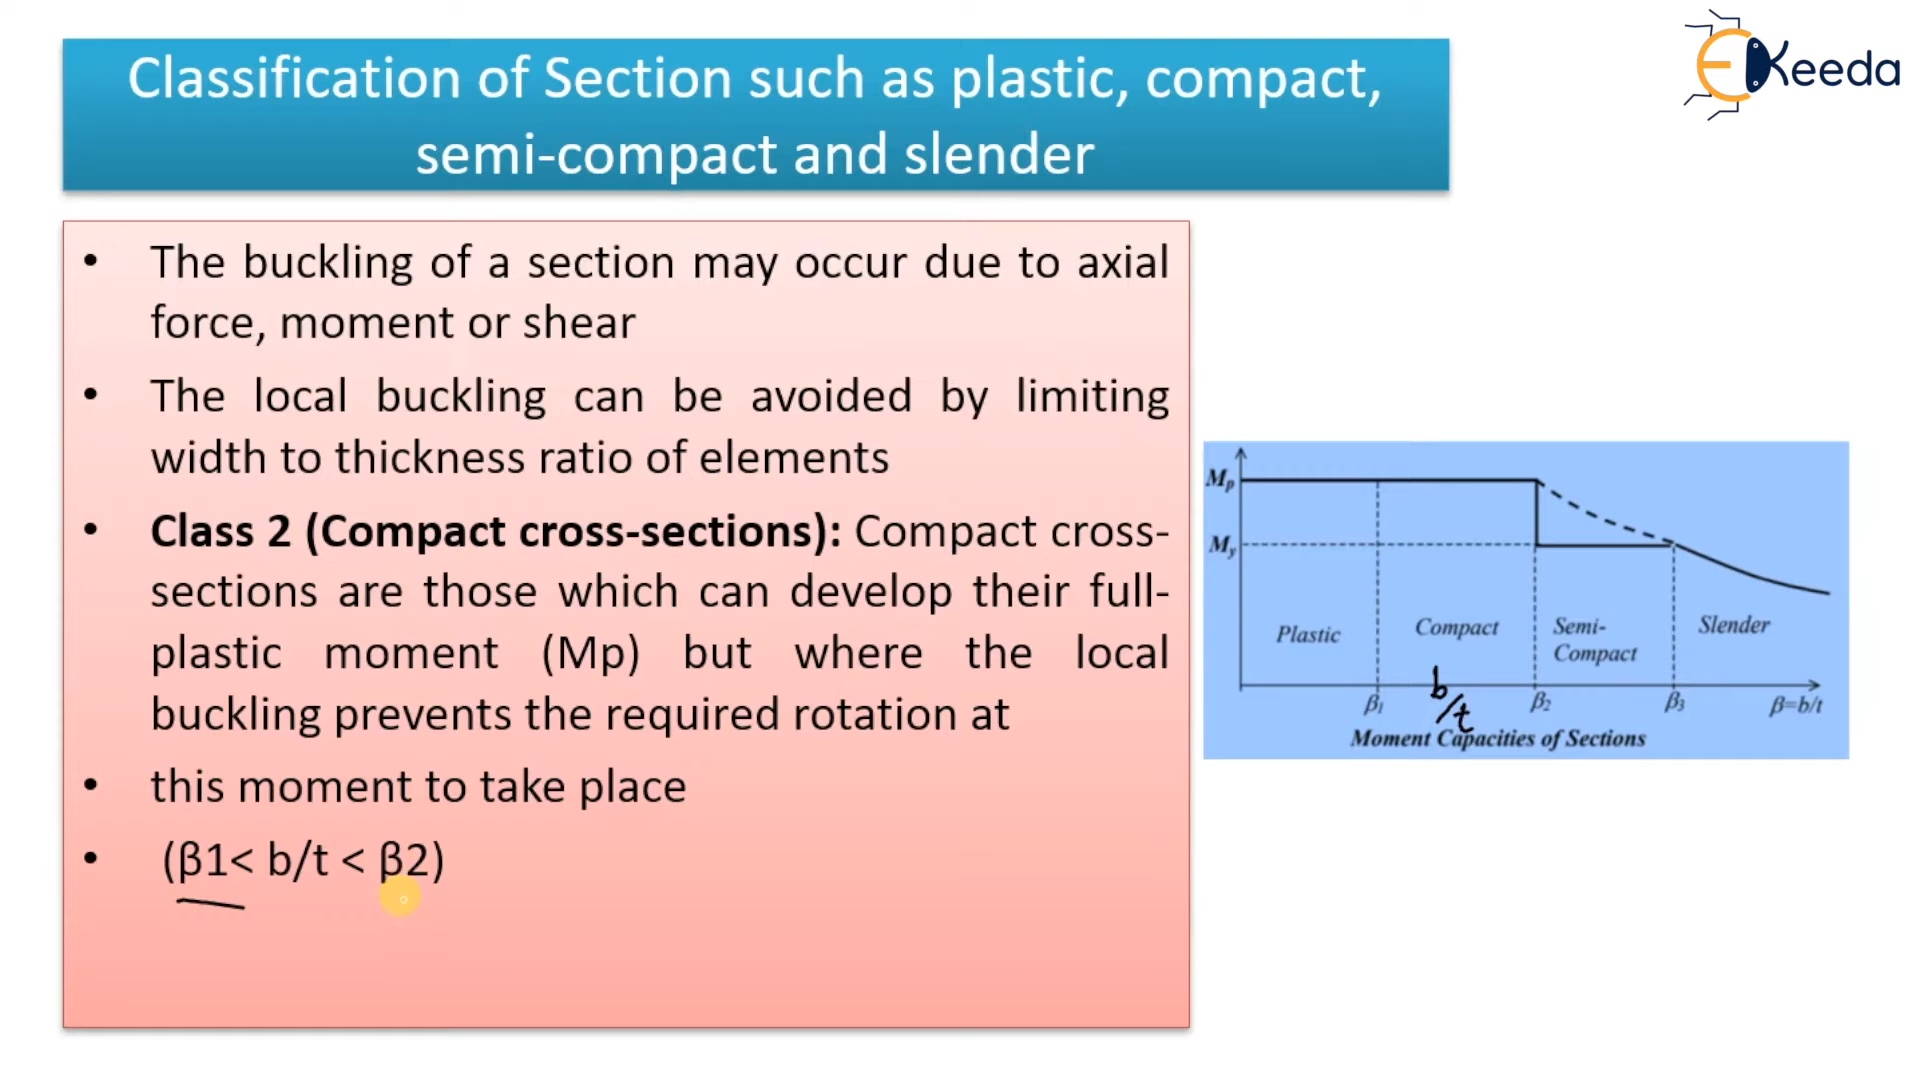 Classification of Section such as plastic, compact,
semi-compact and slender
EKeeda
• The buckling of a section may occur due to axial
force, moment or shear
• The local buckling can be avoided by limiting
width to thickness ratio of elements
• Class 2 (Compact cross-sections): Compact cross-
sections are those which can develop their full-
plastic moment (Mp) but where the local
buckling prevents the required rotation at
• this moment to take place
• (β1< b/t < β2)
Mp
My
Plastic
Compact
Semi-
Compact
Slender
b/t
β1
β2
β3
β=b/t
Moment Capacities of Sections